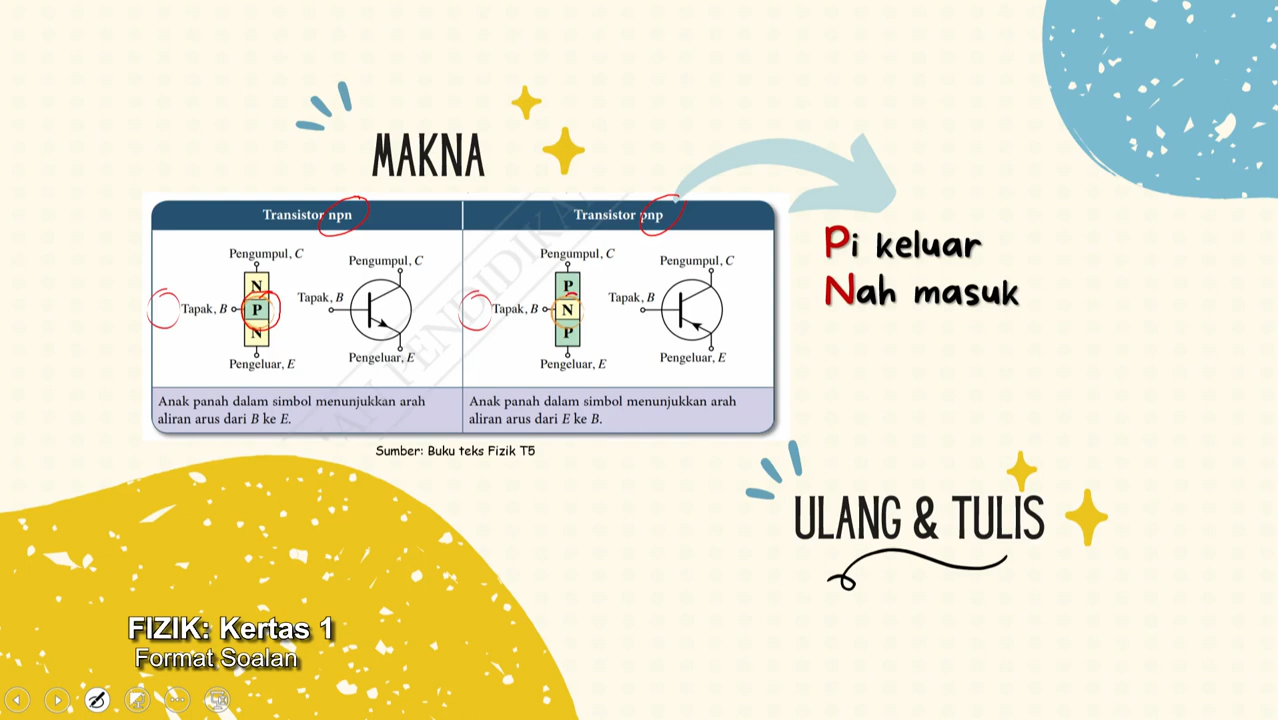 MAKNA
Transistor npn
Transistor pnp
Pengumpul, C
N
Tapak, B
P
N
Pengeluar, E
Pengumpul, C
Tapak, B
Pengeluar, E
Pengumpul, C
P
Tapak, B
N
P
Pengeluar, E
Pengumpul, C
Tapak, B
Pengeluar, E
Anak panah dalam simbol menunjukkan arah
aliran arus dari B ke E.
Anak panah dalam simbol menunjukkan arah
aliran arus dari E ke B.
Sumber: Buku teks Fizik T5
Pi keluar
Nah masuk
ULANG & TULIS
FIZIK: Kertas 1
Format Soalan